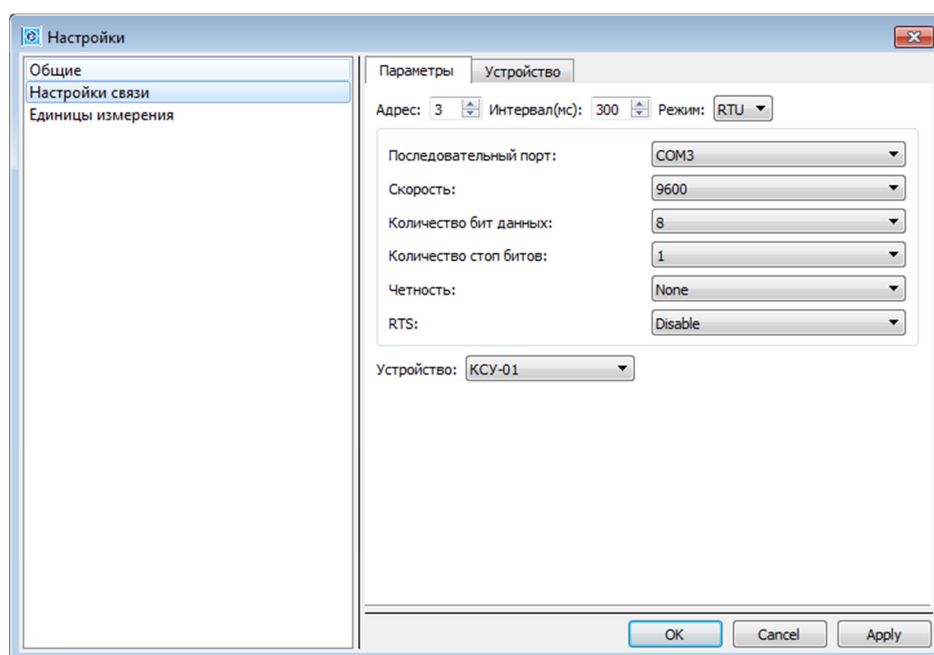 Настройки
Общие
Настройки связи
Единицы измерения
Параметры Устройство
Адрес: 3 Интервал(мс): 300 Режим: RTU
Последовательный порт: COM3
Скорость: 9600
Количество бит данных: 8
Количество стоп битов: 1
Четность: None
RTS: Disable
Устройство: КСУ-01
OK Cancel Apply